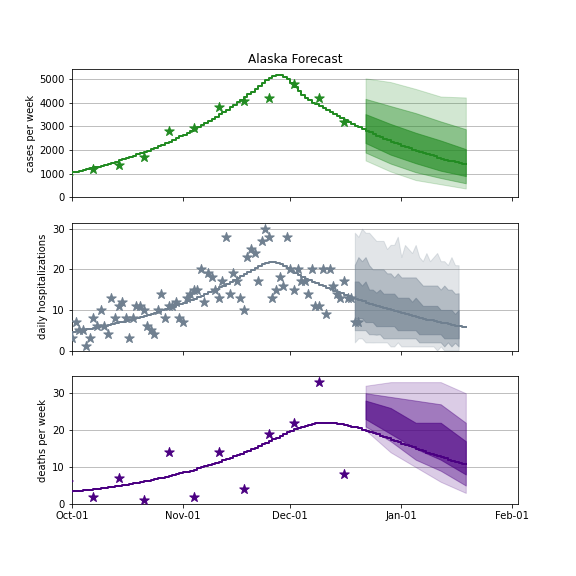 Alaska Forecast
5000
4000
3000
2000
1000
0
cases per week
30
20
10
0
daily hospitalizations
30
20
10
0
deaths per week
Oct-01 Nov-01 Dec-01 Jan-01 Feb-01